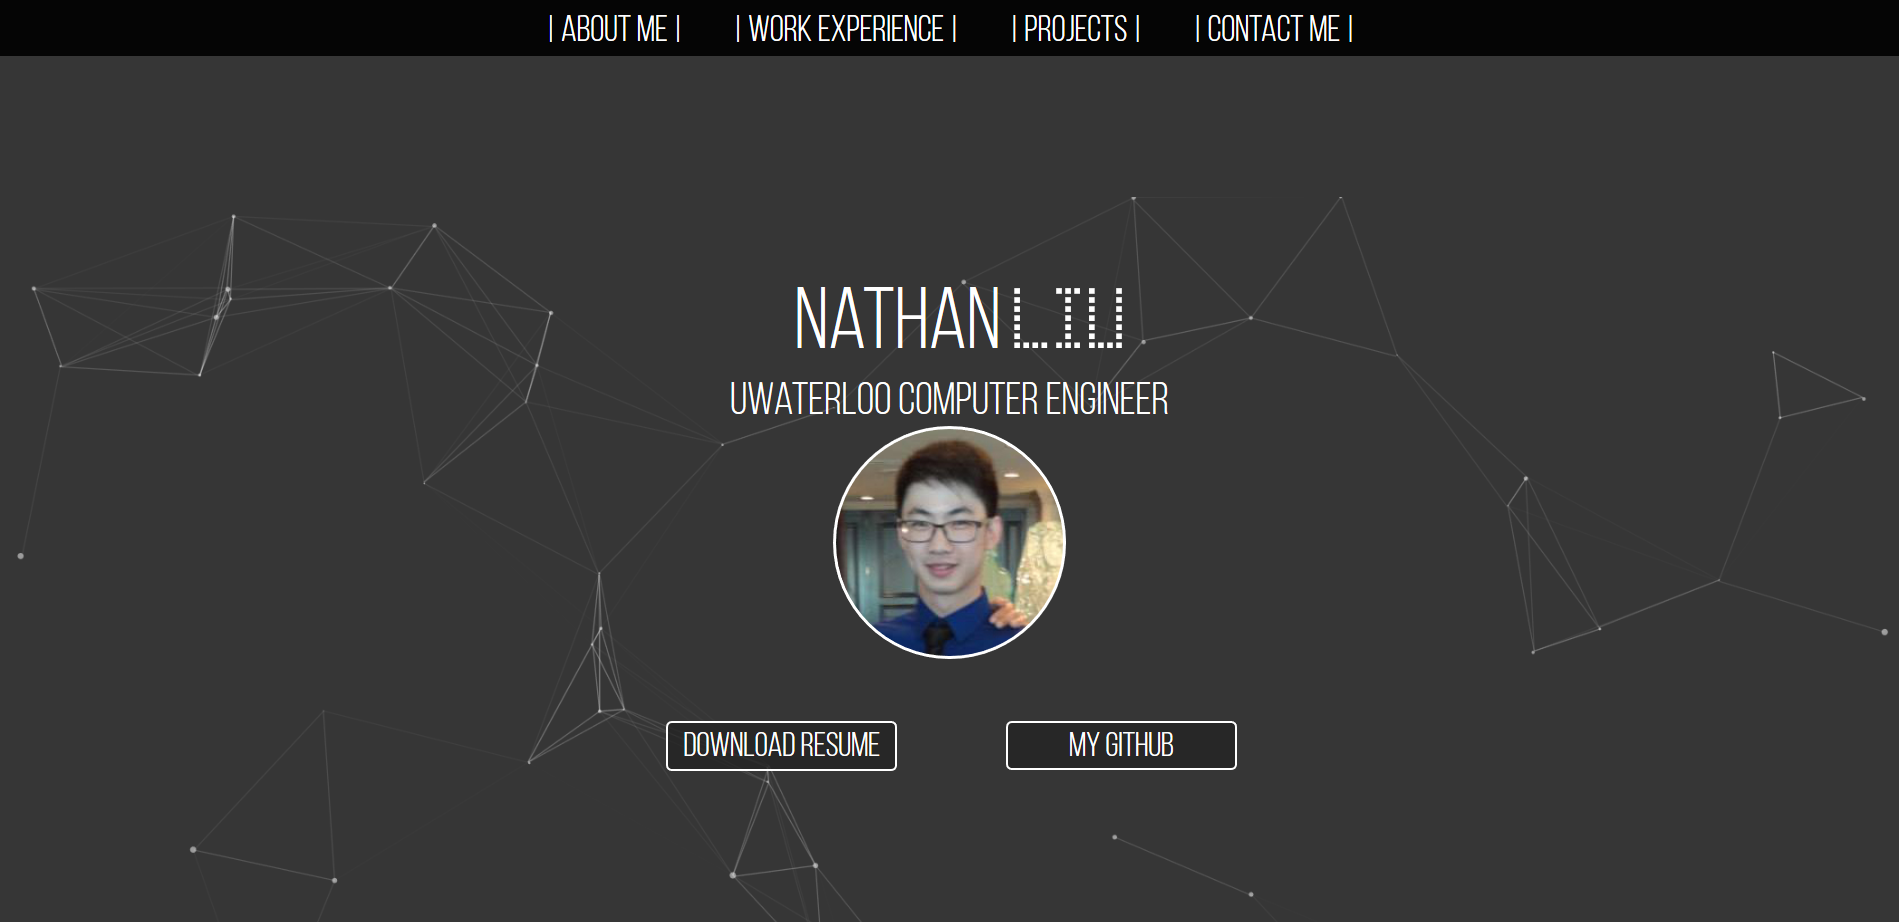 | ABOUT ME | | WORK EXPERIENCE | | PROJECTS | | CONTACT ME |
NATHAN LIU
UWATERLOO COMPUTER ENGINEER
DOWNLOAD RESUME MY GITHUB